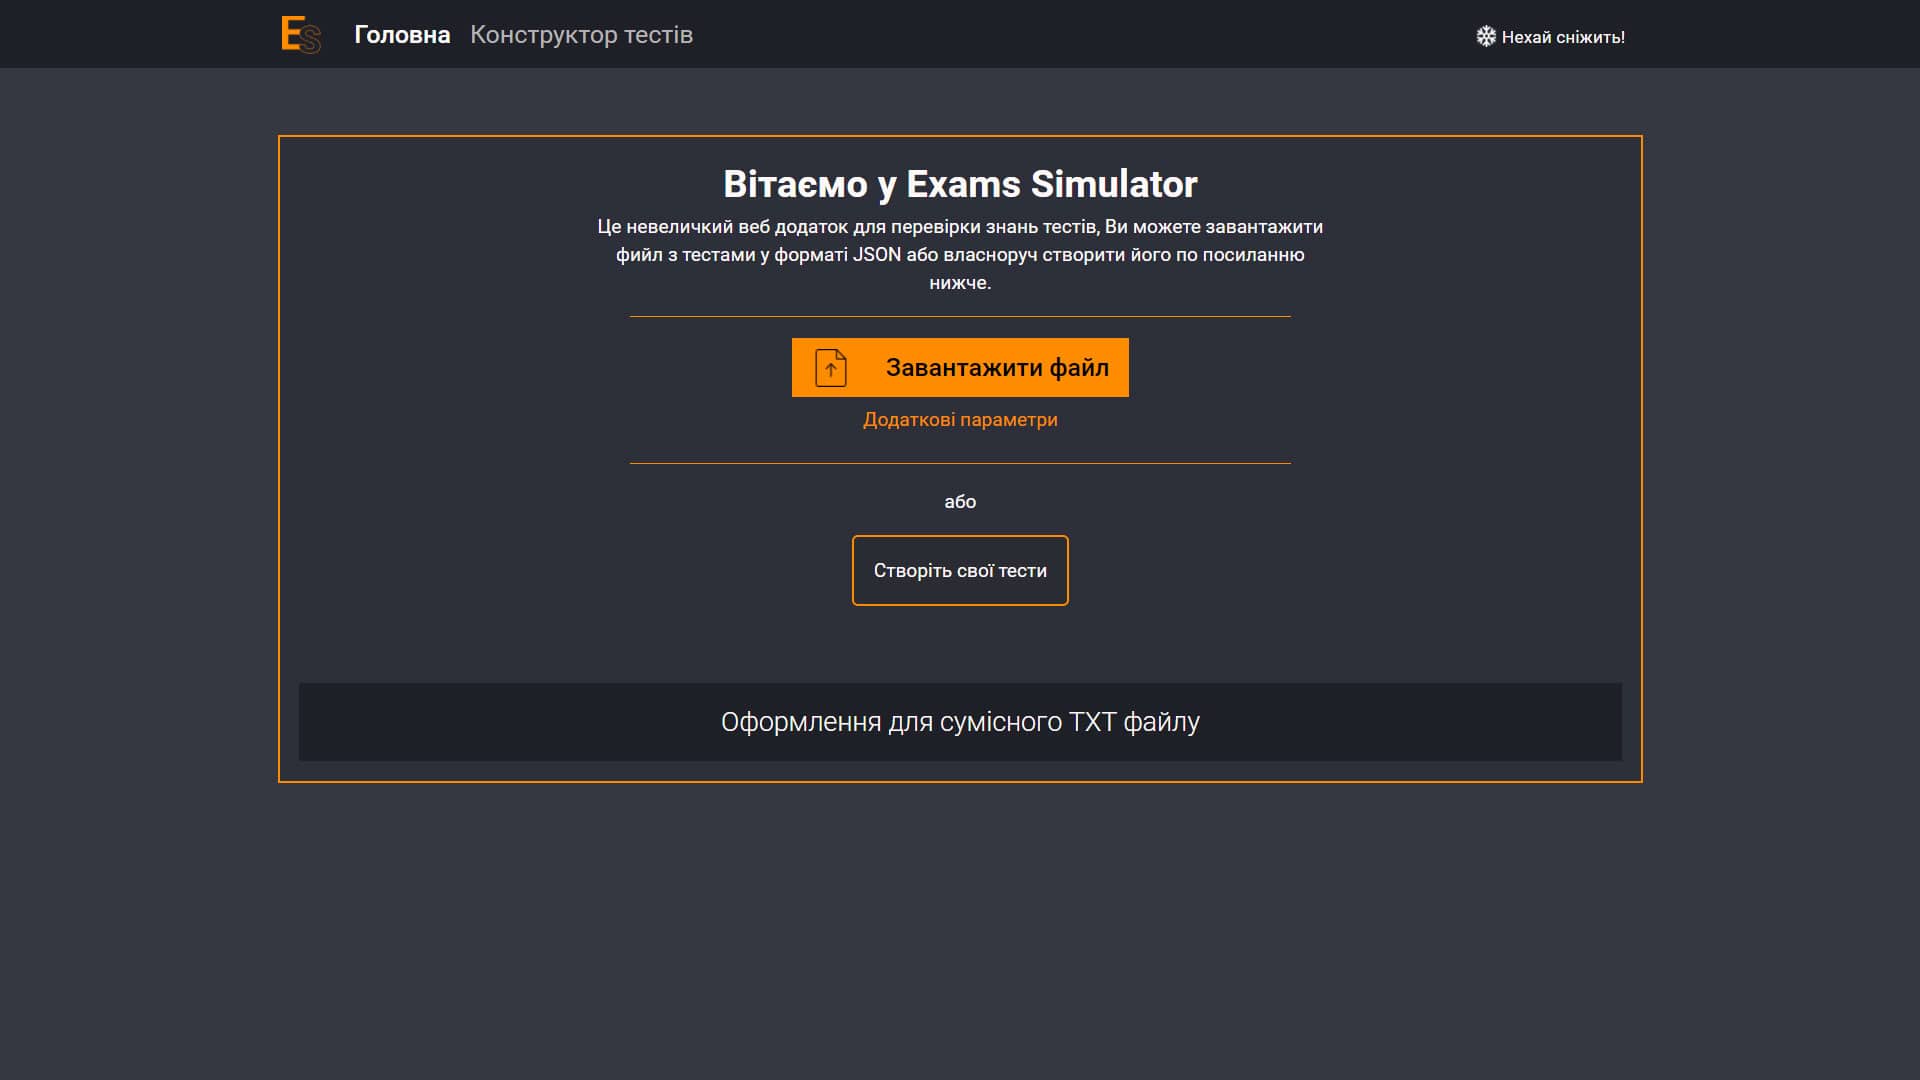 ES
Головна
Конструктор тестів
Нехай сніжить!
Вітаємо у Exams Simulator
Це невеличкий веб додаток для перевірки знань тестів, Ви можете завантажити
фийл з тестами у форматі JSON або власноруч створити його по посиланню
нижче.
Завантажити файл
Додаткові параметри
або
Створіть свої тести
Оформлення для сумісного TXT файлу